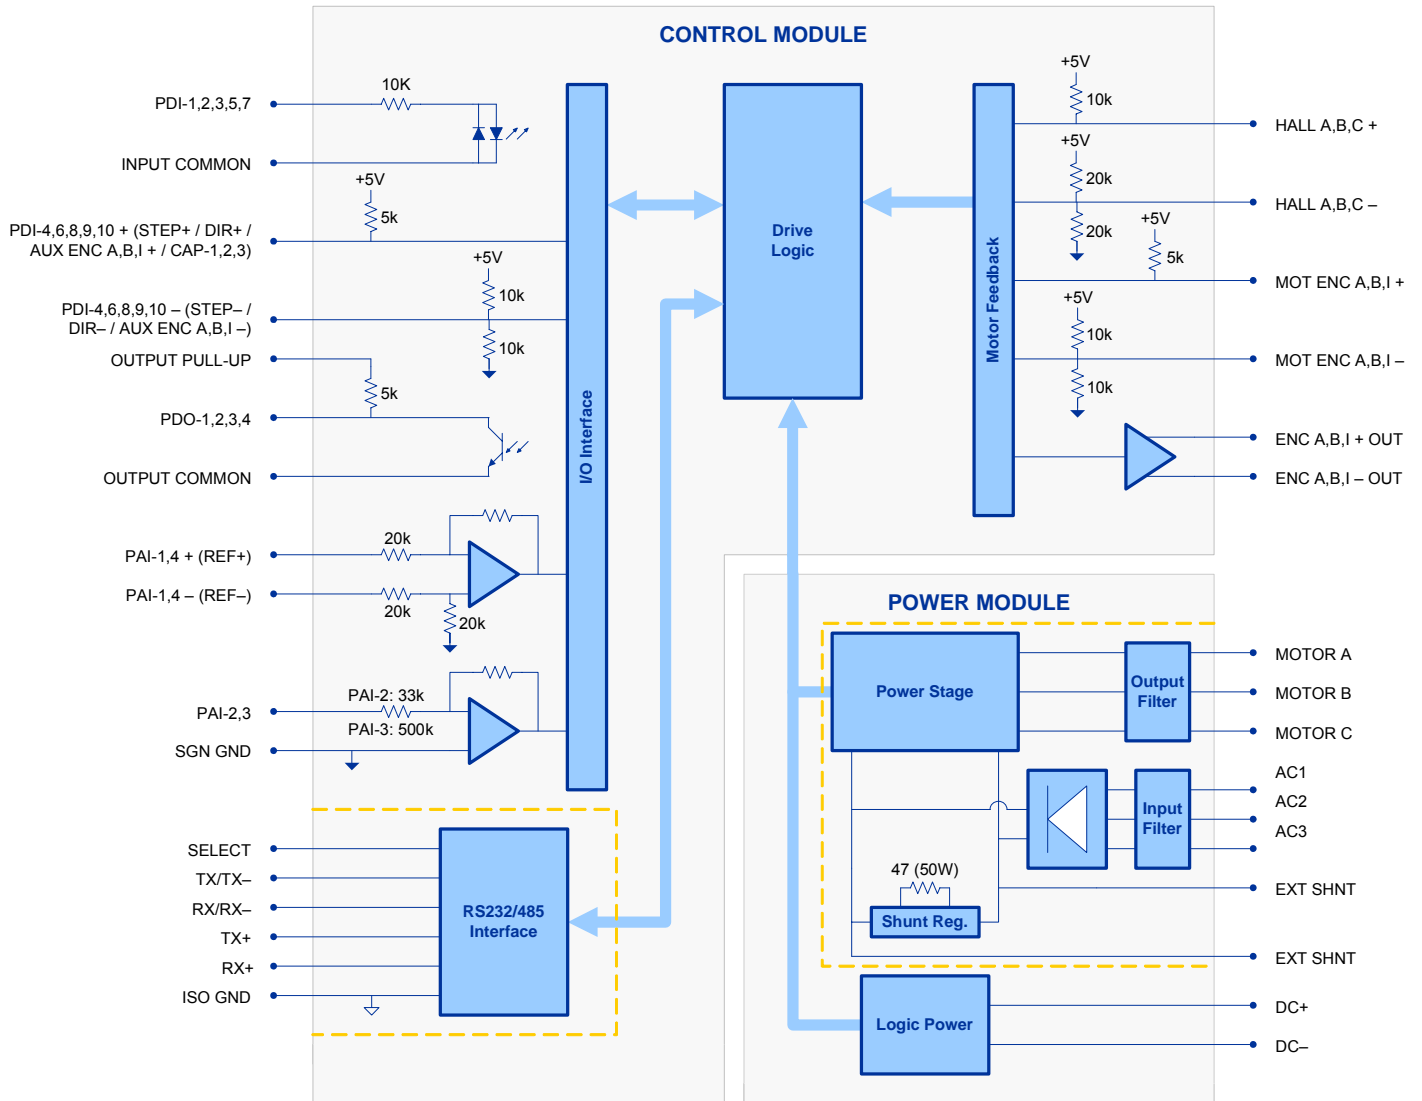 CONTROL MODULE
PDI-1,2,3,5,7
10K
INPUT COMMON
+5V
5k
PDI-4,6,8,9,10 + (STEP+ / DIR+ /
AUX ENC A,B,I + / CAP-1,2,3)
+5V
10k
PDI-4,6,8,9,10 – (STEP– /
DIR– / AUX ENC A,B,I –)
10k
OUTPUT PULL-UP
5k
PDO-1,2,3,4
OUTPUT COMMON
PAI-1,4 + (REF+)
20k
PAI-1,4 – (REF–)
20k
20k
PAI-2,3
PAI-2: 33k
PAI-3: 500k
SGN GND
I/O Interface
SELECT
TX/TX–
RX/RX–
TX+
RX+
ISO GND
RS232/485
Interface
Drive
Logic
Motor Feedback
+5V
10k
HALL A,B,C +
+5V
20k
HALL A,B,C –
20k
+5V
5k
MOT ENC A,B,I +
+5V
10k
MOT ENC A,B,I –
10k
ENC A,B,I + OUT
ENC A,B,I – OUT
POWER MODULE
Power Stage
Output
Filter
MOTOR A
MOTOR B
MOTOR C
AC1
AC2
AC3
Input
Filter
47 (50W)
Shunt Reg.
EXT SHNT
EXT SHNT
Logic Power
DC+
DC–